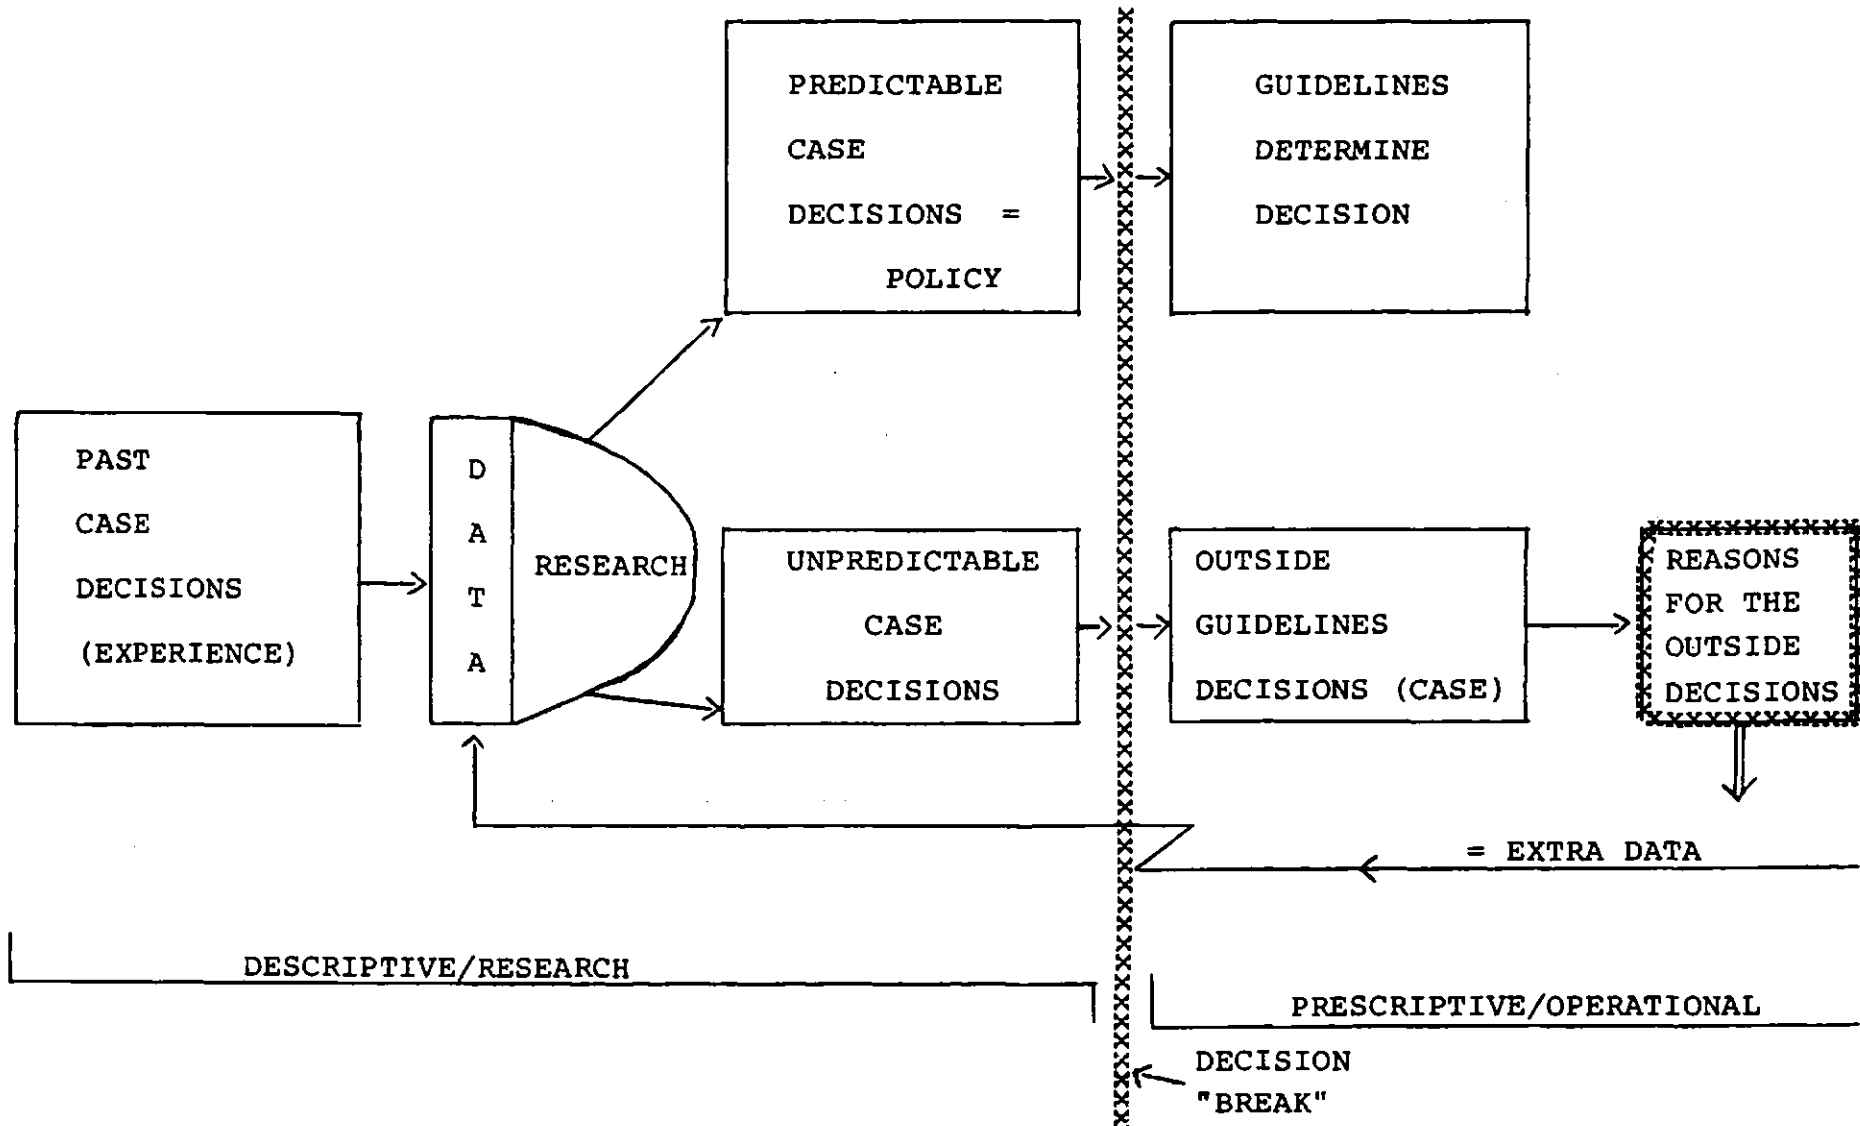 PREDICTABLE
CASE
DECISIONS =
POLICY
GUIDELINES
DETERMINE
DECISION
PAST
CASE
DECISIONS
(EXPERIENCE)
D
A
T
A
RESEARCH
UNPREDICTABLE
CASE
DECISIONS
OUTSIDE
GUIDELINES
DECISIONS (CASE)
REASONS
FOR THE
OUTSIDE
DECISIONS
= EXTRA DATA
DESCRIPTIVE/RESEARCH
PRESCRIPTIVE/OPERATIONAL
DECISION
"BREAK"